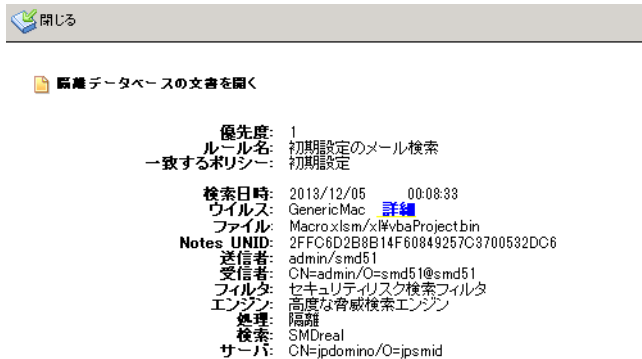 閉じる
隔離データベースの文書を開く
優先度: 1
ルール名: 初期設定のメール検索
一致するポリシー: 初期設定
検索日時: 2013/12/05 00:08:33
ウイルス: GenericMac 詳細
ファイル: Macro.xlsm/xl¥vbaProject.bin
Notes UNID: 2FFC6D2B8B14F60849257C3700532DC6
送信者: admin/smd51
受信者: CN=admin/O=smd51@smd51
フィルタ: セキュリティリスク検索フィルタ
エンジン: 高度な脅威検索エンジン
処理: 隔離
検索: SMDreal
サーバ: CN=jpdomino/O=jpsmid